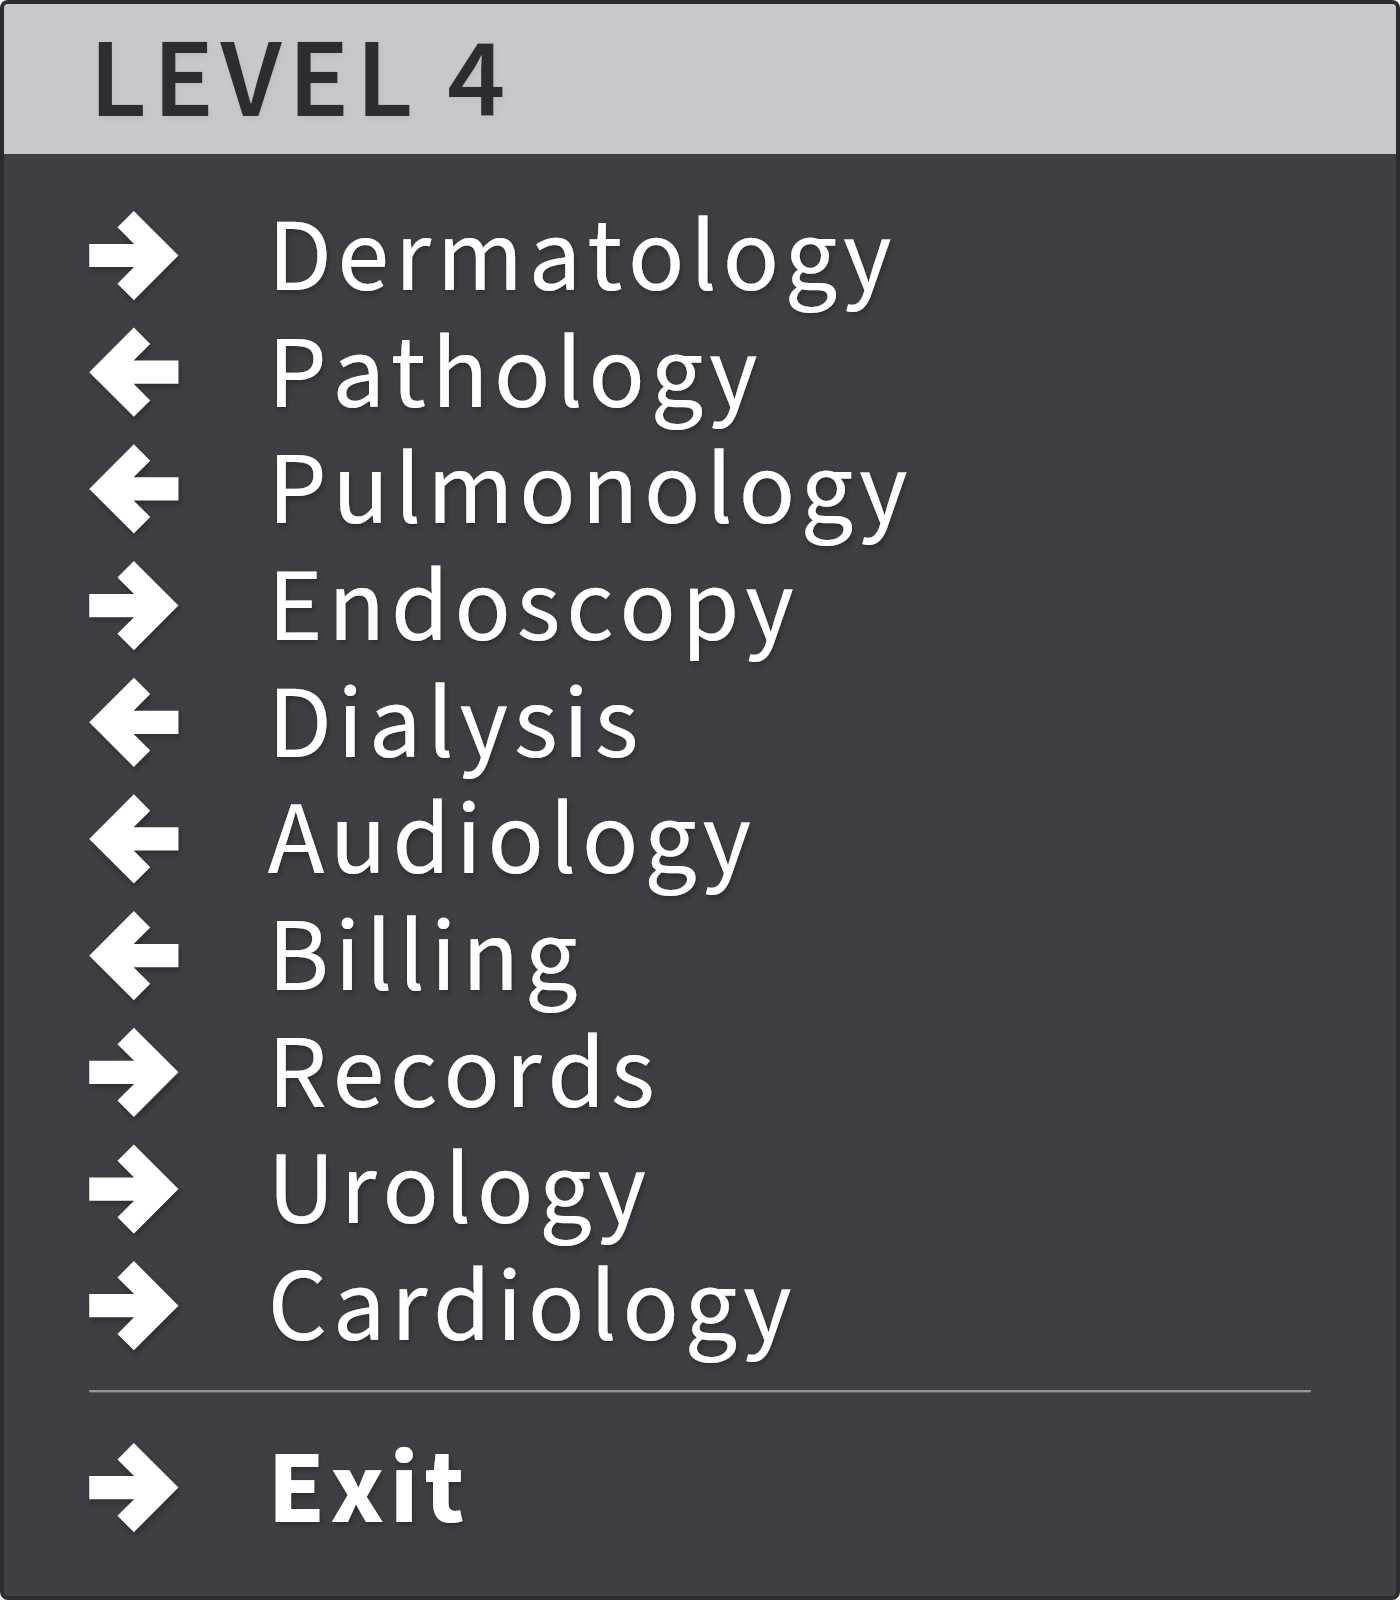 LEVEL 4
→ Dermatology
← Pathology
← Pulmonology
→ Endoscopy
← Dialysis
← Audiology
← Billing
→ Records
→ Urology
→ Cardiology
→ Exit